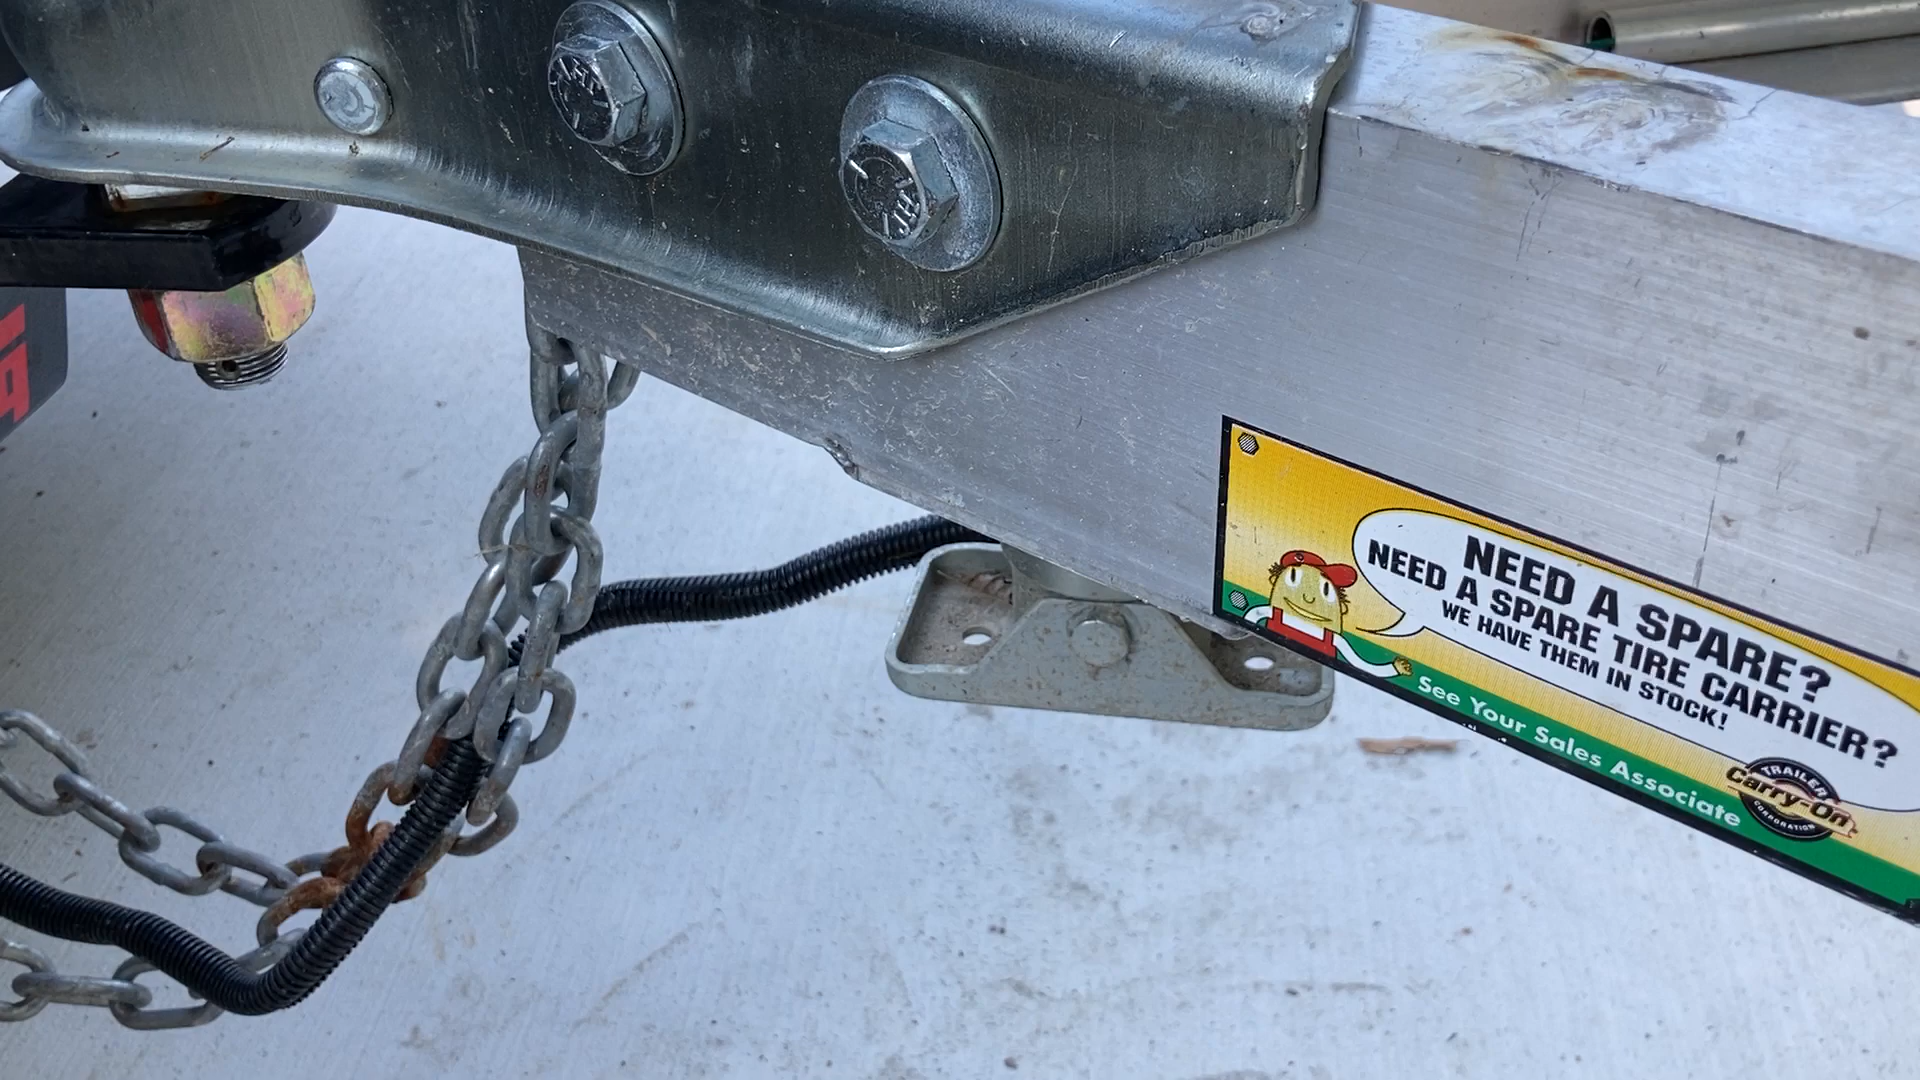 NEED A SPARE?
NEED A SPARE TIRE CARRIER?
WE HAVE THEM IN STOCK!
See Your Sales Associate
TRAILER
Carry-On
CORPORATION